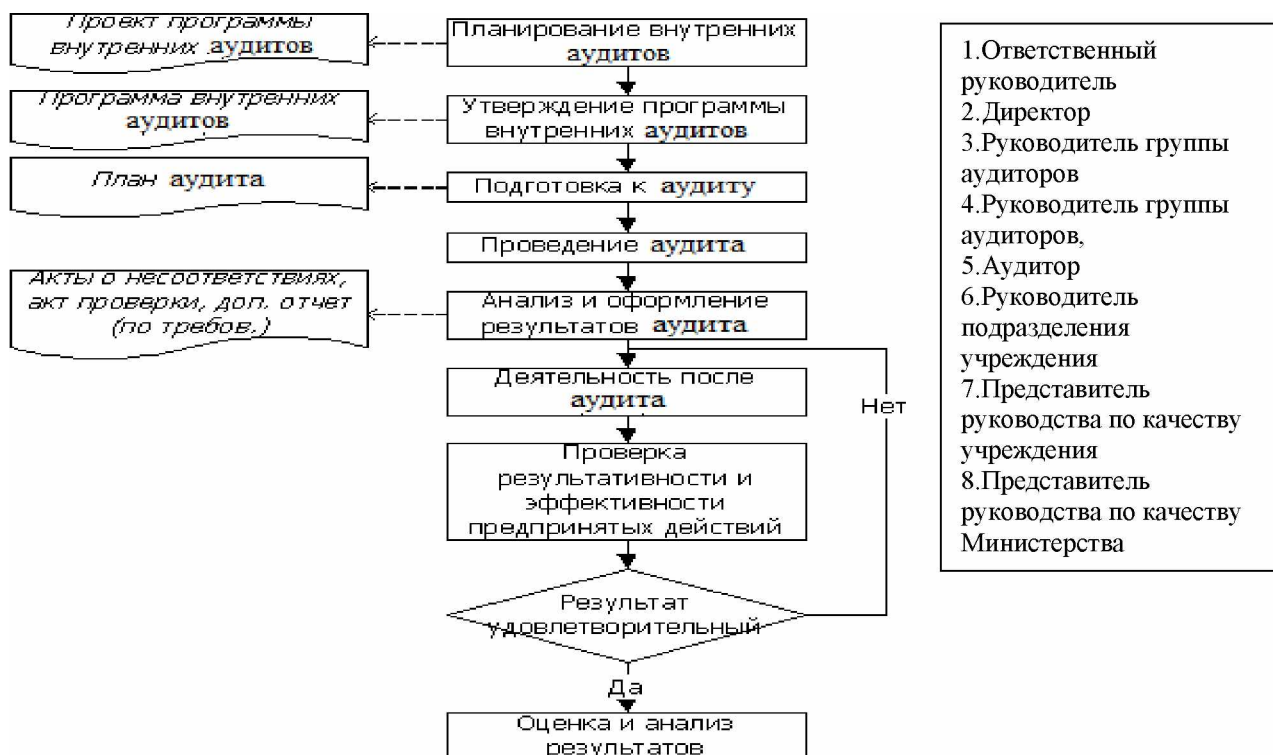 Проект программы
внутренних аудитов
Планирование внутренних
аудитов
Программа внутренних
аудитов
Утверждение программы
внутренних аудитов
План аудита
Подготовка к аудиту
Проведение аудита
Акты о несоответствиях,
акт проверки, доп. отчет
(по требов.)
Анализ и оформление
результатов аудита
Деятельность после
аудита
Нет
Проверка
результативности и
эффективности
предпринятых действий
Результат
удовлетворительный
Да
Оценка и анализ
результатов
1.Ответственный
руководитель
2.Директор
3.Руководитель группы
аудиторов
4.Руководитель группы
аудиторов,
5.Аудитор
6.Руководитель
подразделения
учреждения
7.Представитель
руководства по качеству
учреждения
8.Представитель
руководства по качеству
Министерства